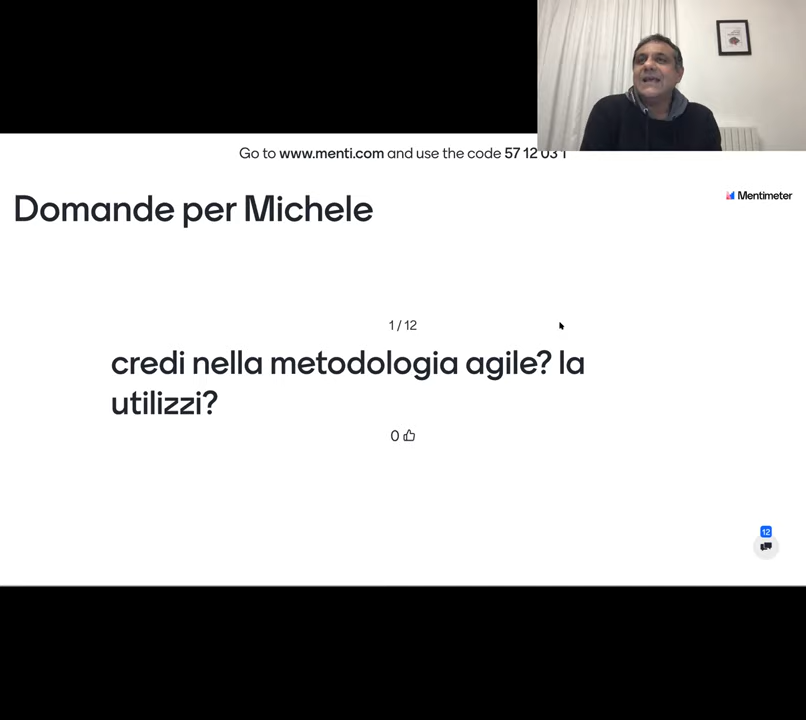 Go to www.menti.com and use the code 57 12 03 1
Domande per Michele
Mentimeter
1 / 12
credi nella metodologia agile? la
utilizzi?
0
12